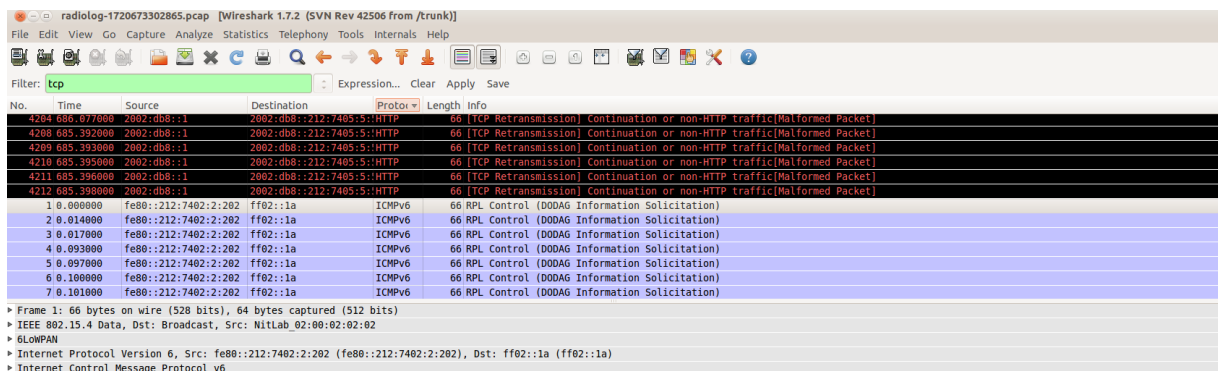 radiolog-1720673302865.pcap [Wireshark 1.7.2 (SVN Rev 42506 from /trunk)]
File Edit View Go Capture Analyze Statistics Telephony Tools Internals Help
Filter: tcp Expression... Clear Apply Save
No. Time Source Destination Protoc Length Info
4204 686.077000 2002:db8::1 2002:db8::212:7405:5:5 HTTP 66 [TCP Retransmission] Continuation or non-HTTP traffic[Malformed Packet]
4208 685.392000 2002:db8::1 2002:db8::212:7405:5:5 HTTP 66 [TCP Retransmission] Continuation or non-HTTP traffic[Malformed Packet]
4209 685.393000 2002:db8::1 2002:db8::212:7405:5:5 HTTP 66 [TCP Retransmission] Continuation or non-HTTP traffic[Malformed Packet]
4210 685.395000 2002:db8::1 2002:db8::212:7405:5:5 HTTP 66 [TCP Retransmission] Continuation or non-HTTP traffic[Malformed Packet]
4211 685.396000 2002:db8::1 2002:db8::212:7405:5:5 HTTP 66 [TCP Retransmission] Continuation or non-HTTP traffic[Malformed Packet]
4212 685.398000 2002:db8::1 2002:db8::212:7405:5:5 HTTP 66 [TCP Retransmission] Continuation or non-HTTP traffic[Malformed Packet]
1 0.000000 fe80::212:7402:2:202 ff02::1a ICMPv6 66 RPL Control (DODAG Information Solicitation)
2 0.014000 fe80::212:7402:2:202 ff02::1a ICMPv6 66 RPL Control (DODAG Information Solicitation)
3 0.017000 fe80::212:7402:2:202 ff02::1a ICMPv6 66 RPL Control (DODAG Information Solicitation)
4 0.093000 fe80::212:7402:2:202 ff02::1a ICMPv6 66 RPL Control (DODAG Information Solicitation)
5 0.097000 fe80::212:7402:2:202 ff02::1a ICMPv6 66 RPL Control (DODAG Information Solicitation)
6 0.100000 fe80::212:7402:2:202 ff02::1a ICMPv6 66 RPL Control (DODAG Information Solicitation)
7 0.101000 fe80::212:7402:2:202 ff02::1a ICMPv6 66 RPL Control (DODAG Information Solicitation)
Frame 1: 66 bytes on wire (528 bits), 64 bytes captured (512 bits)
IEEE 802.15.4 Data, Dst: Broadcast, Src: NitLab_02:00:02:02:02
6LoWPAN
Internet Protocol Version 6, Src: fe80::212:7402:2:202 (fe80::212:7402:2:202), Dst: ff02::1a (ff02::1a)
Internet Control Message Protocol v6